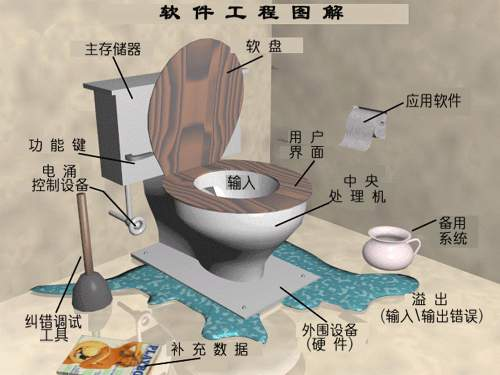 软件工程图解
主存储器
软盘
应用软件
功能键
用户
界面
电涌
控制设备
输入
中央
处理机
备用
系统
溢出
(输入\输出错误)
纠错调试
工具
外围设备
(硬件)
补充数据
PLAYBO